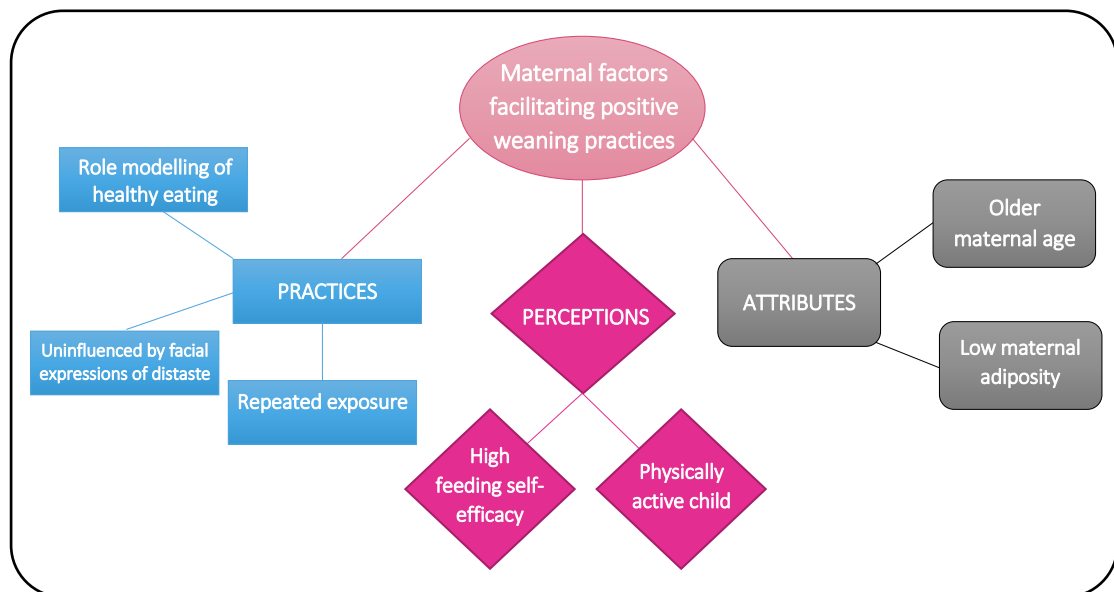 Maternal factors
facilitating positive
weaning practices
Role modelling of
healthy eating
PRACTICES
Uninfluenced by facial
expressions of distaste
Repeated exposure
PERCEPTIONS
High
feeding self-
efficacy
Physically
active child
ATTRIBUTES
Older
maternal age
Low maternal
adiposity